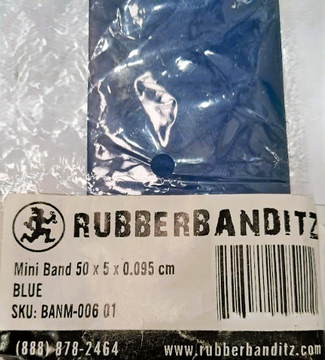 RUBBERBANDITZ
Mini Band 50 x 5 x 0.095 cm
BLUE
SKU: BANM-006 01
(888) 878-2464 www.rubberbanditz.com